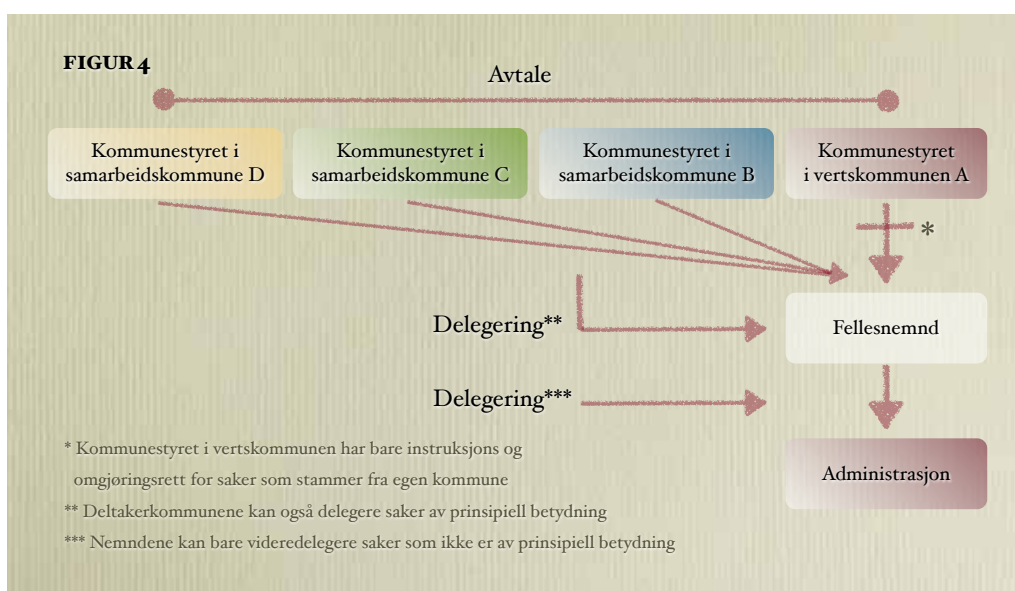 FIGUR 4
Avtale
Kommunestyret i
samarbeidskommune D
Kommunestyret i
samarbeidskommune C
Kommunestyret i
samarbeidskommune B
Kommunestyret
i vertskommunen A
*
Delegering**
Fellesnemnd
Delegering***
Administrasjon
* Kommunestyret i vertskommunen har bare instruksjons og
omgjøringsrett for saker som stammer fra egen kommune
** Deltakerkommunene kan også delegere saker av prinsipiell betydning
*** Nemndene kan bare videredelegere saker som ikke er av prinsipiell betydning